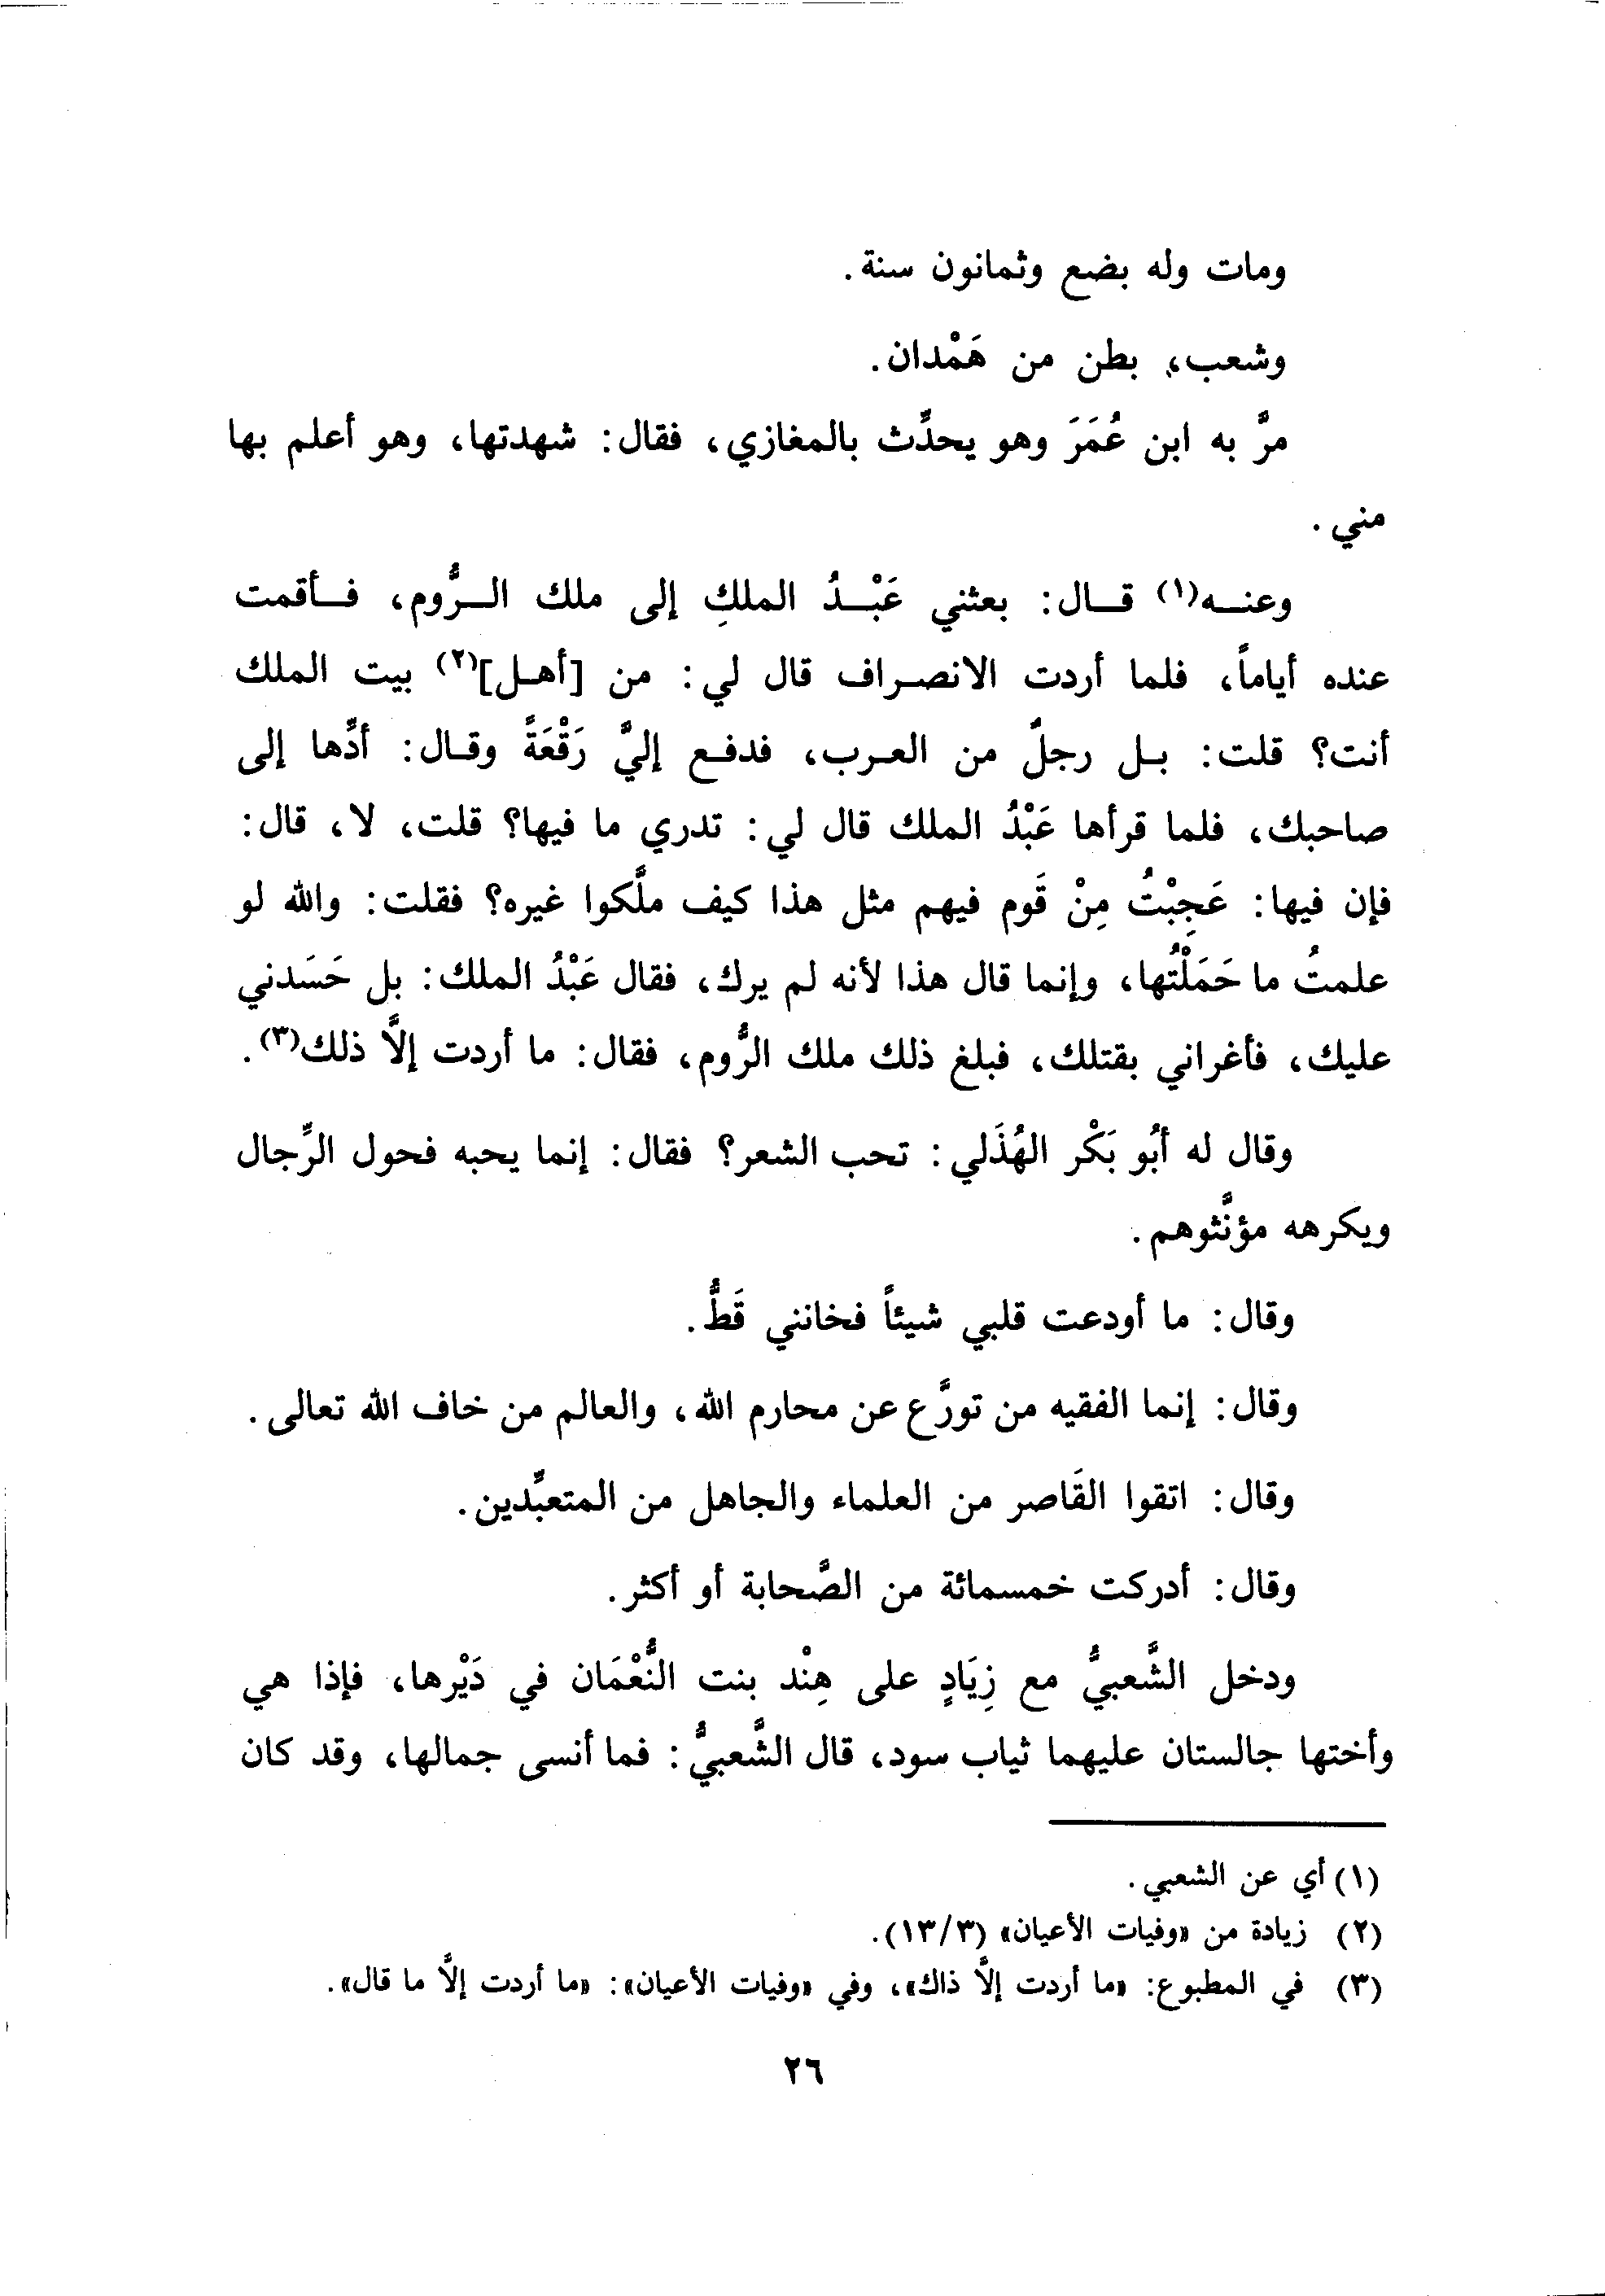 ومات وله بضع وثمانون سنة.
وشعب، بطن من هَمْدان.
مرَّ به ابن عُمَرَ وهو يحدِّث بالمغازي، فقال: شهدتها، وهو أعلم بها
مني.
وعنه(١) قال: بعثني عَبْدُ الملكِ إلى ملك الرُّوم، فأقمت
عنده أياماً، فلما أردت الانصراف قال لي: من [أهل](٢) بيت الملك
أنت؟ قلت: بل رجلٌ من العرب، فدفع إليَّ رَقْعَةً وقال: أدِّها إلى
صاحبك، فلما قرأها عَبْدُ الملك قال لي: تدري ما فيها؟ قلت، لا، قال:
فإن فيها: عَجِبْتُ مِنْ قَوم فيهم مثل هذا كيف ملَّكوا غيره؟ فقلت: والله لو
علمتُ ما حَمَلْتُها، وإنما قال هذا لأنه لم يرك، فقال عَبْدُ الملك: بل حَسَدني
عليك، فأغراني بقتلك، فبلغ ذلك ملك الرُّوم، فقال: ما أردت إلَّا ذلك(٣).
وقال له أبُو بَكْر الهُذَلي: تحب الشعر؟ فقال: إنما يحبه فحول الرِّجال
ويكرهه مؤنَّثوهم.
وقال: ما أودعت قلبي شيئاً فخانني قَطُّ.
وقال: إنما الفقيه من تورَّع عن محارم الله، والعالم من خاف الله تعالى.
وقال: اتقوا القَاصر من العلماء والجاهل من المتعبِّدين.
وقال: أدركت خمسمائة من الصَّحابة أو أكثر.
ودخل الشَّعبيُّ مع زِيَادٍ على هِنْد بنت النُّعْمَان في دَيْرها، فإذا هي
وأختها جالستان عليهما ثياب سود، قال الشَّعبيُّ: فما أنسى جمالها، وقد كان
(١) أي عن الشعبي.
(٢) زيادة من «وفيات الأعيان» (١٣/٣).
(٣) في المطبوع: «ما أردت إلَّا ذاك»، وفي «وفيات الأعيان»: «ما أردت إلَّا ما قال».
٢٦